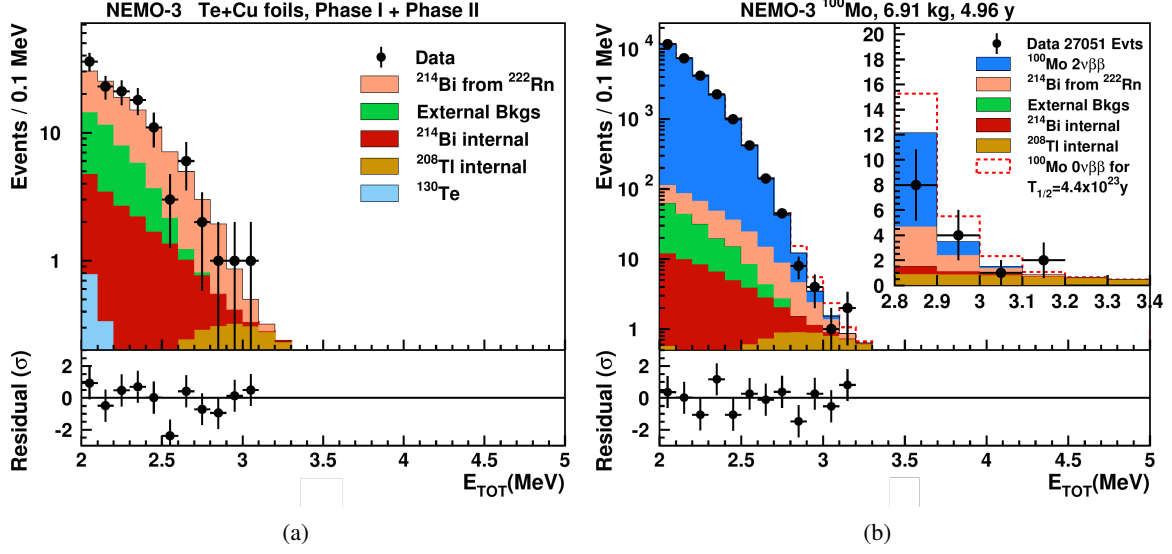 NEMO-3 Te+Cu foils, Phase I + Phase II
Events / 0.1 MeV
10
1
Data
²¹⁴Bi from ²²²Rn
External Bkgs
²¹⁴Bi internal
²⁰⁸Tl internal
¹³⁰Te
Residual (σ)
2
0
-2
2 2.5 3 3.5 4 4.5 5
E_TOT(MeV)
(a)
NEMO-3 ¹⁰⁰Mo, 6.91 kg, 4.96 y
Events / 0.1 MeV
10⁴
10³
10²
10
1
20
18
16
14
12
10
8
6
4
2
0
2.8 2.9 3 3.1 3.2 3.3 3.4
Data 27051 Evts
¹⁰⁰Mo 2νββ
²¹⁴Bi from ²²²Rn
External Bkgs
²¹⁴Bi internal
²⁰⁸Tl internal
¹⁰⁰Mo 0νββ for
T₁/₂=4.4x10²³y
Residual (σ)
2
0
-2
2 2.5 3 3.5 4 4.5 5
E_TOT(MeV)
(b)